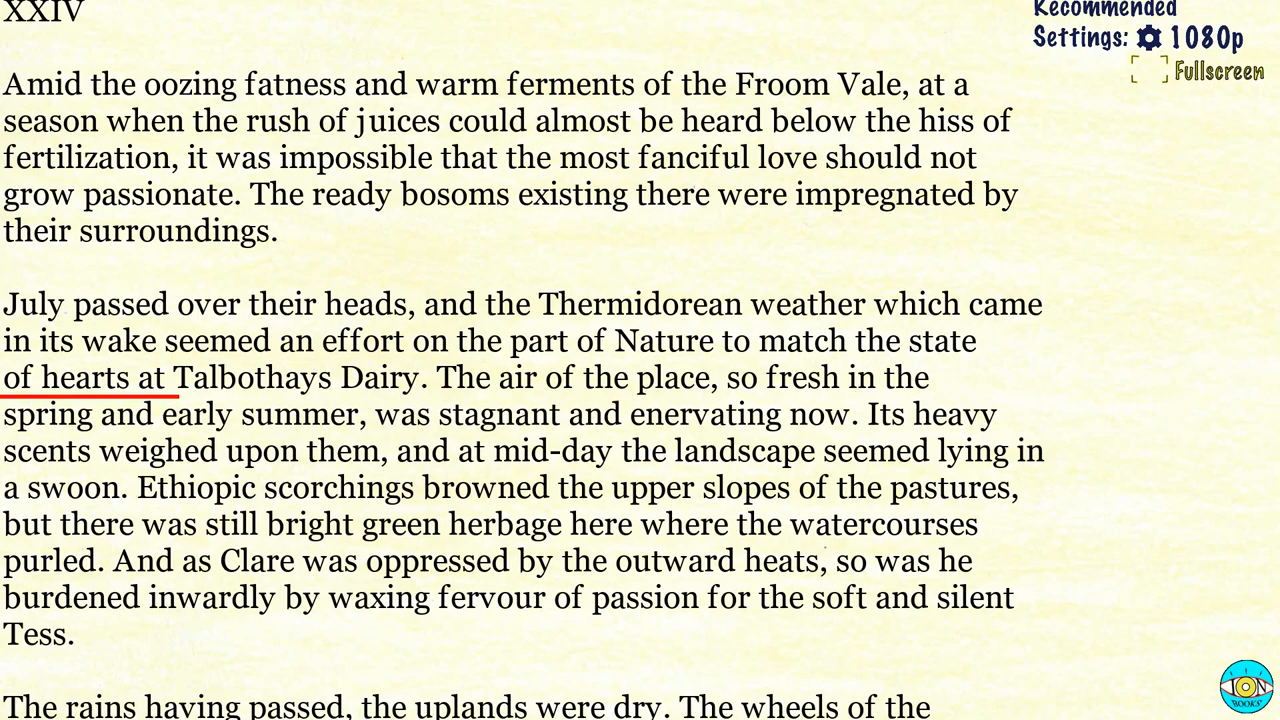 XXIV
Recommended
Settings: 1080p
Fullscreen
Amid the oozing fatness and warm ferments of the Froom Vale, at a
season when the rush of juices could almost be heard below the hiss of
fertilization, it was impossible that the most fanciful love should not
grow passionate. The ready bosoms existing there were impregnated by
their surroundings.
July passed over their heads, and the Thermidorean weather which came
in its wake seemed an effort on the part of Nature to match the state
of hearts at Talbothays Dairy. The air of the place, so fresh in the
spring and early summer, was stagnant and enervating now. Its heavy
scents weighed upon them, and at mid-day the landscape seemed lying in
a swoon. Ethiopic scorchings browned the upper slopes of the pastures,
but there was still bright green herbage here where the watercourses
purled. And as Clare was oppressed by the outward heats, so was he
burdened inwardly by waxing fervour of passion for the soft and silent
Tess.
The rains having passed, the uplands were dry. The wheels of the
ION
BOOKS